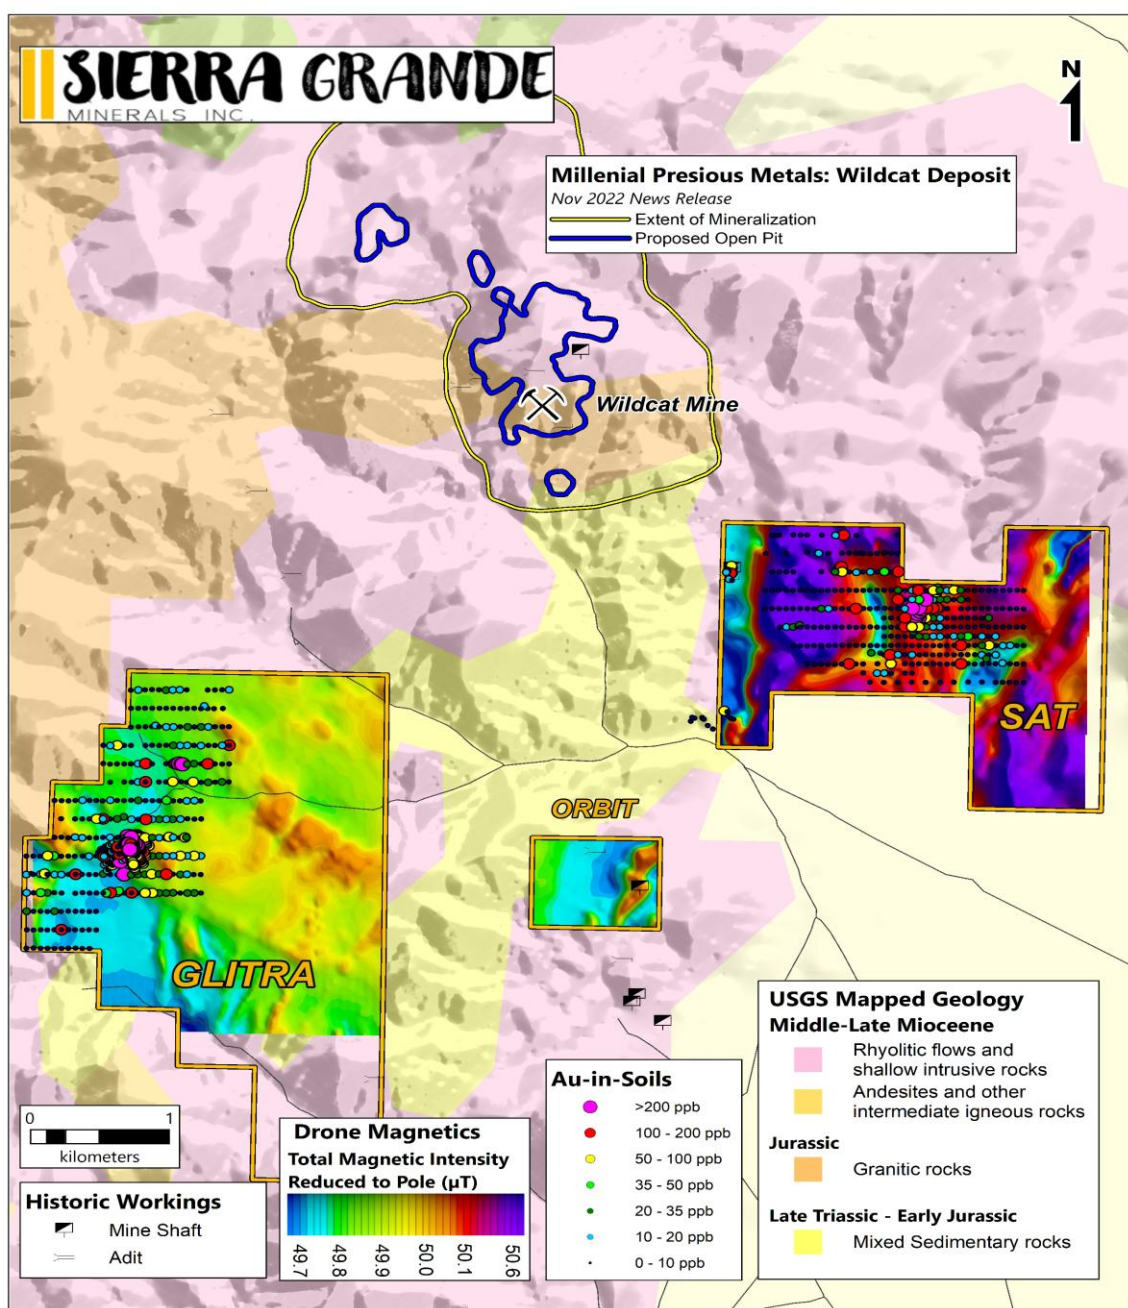 SIERRA GRANDE
MINERALS INC.
N
Millenial Presious Metals: Wildcat Deposit
Nov 2022 News Release
Extent of Mineralization
Proposed Open Pit
Wildcat Mine
SAT
ORBIT
GLITRA
0 1
kilometers
Historic Workings
Mine Shaft
Adit
Drone Magnetics
Total Magnetic Intensity
Reduced to Pole (µT)
49.7
49.8
49.9
50.0
50.1
50.6
Au-in-Soils
>200 ppb
100 - 200 ppb
50 - 100 ppb
35 - 50 ppb
20 - 35 ppb
10 - 20 ppb
0 - 10 ppb
USGS Mapped Geology
Middle-Late Mioceene
Rhyolitic flows and
shallow intrusive rocks
Andesites and other
intermediate igneous rocks
Jurassic
Granitic rocks
Late Triassic - Early Jurassic
Mixed Sedimentary rocks